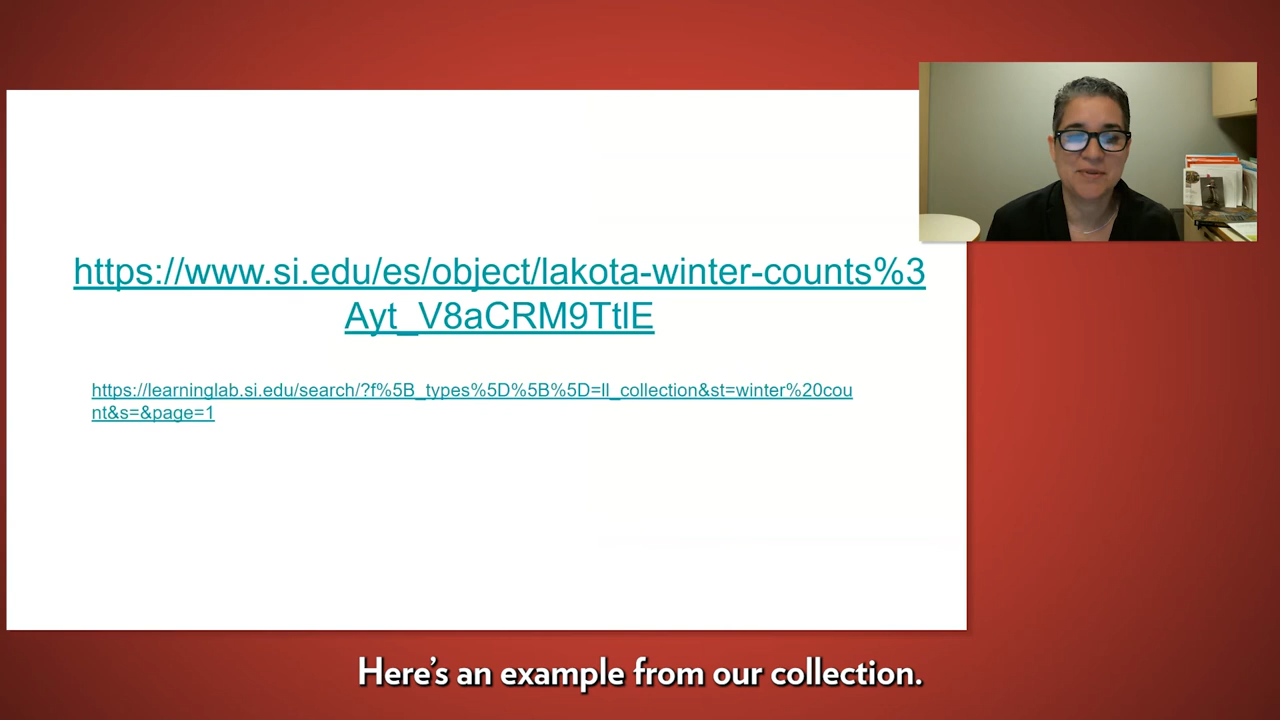 https://www.si.edu/es/object/lakota-winter-counts%3
Ayt_V8aCRM9TtlE
https://learninglab.si.edu/search/?f%5B_types%5D%5B%5D=ll_collection&st=winter%20cou
nt&s=&page=1
Here's an example from our collection.